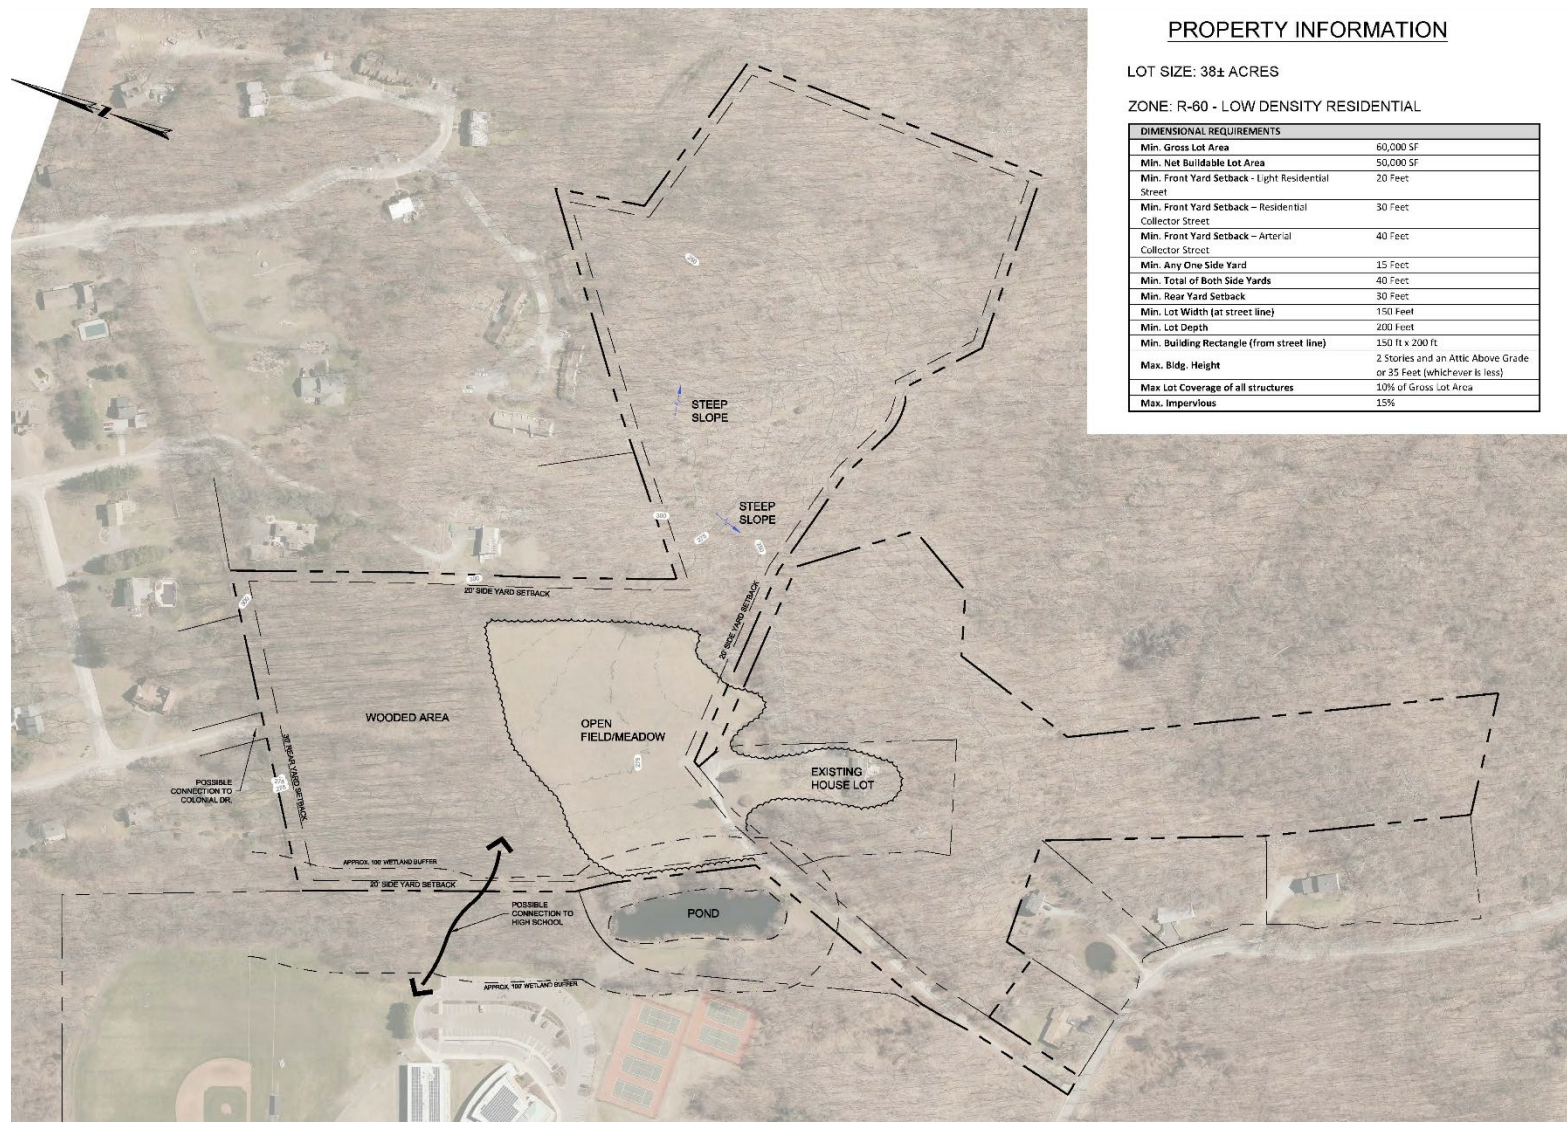 PROPERTY INFORMATION
LOT SIZE: 38± ACRES
ZONE: R-60 - LOW DENSITY RESIDENTIAL
DIMENSIONAL REQUIREMENTS
Min. Gross Lot Area 60,000 SF
Min. Net Buildable Lot Area 50,000 SF
Min. Front Yard Setback - Light Residential 20 Feet
Street
Min. Front Yard Setback – Residential 30 Feet
Collector Street
Min. Front Yard Setback – Arterial 40 Feet
Collector Street
Min. Any One Side Yard 15 Feet
Min. Total of Both Side Yards 40 Feet
Min. Rear Yard Setback 30 Feet
Min. Lot Width (at street line) 150 Feet
Min. Lot Depth 200 Feet
Min. Building Rectangle (from street line) 150 ft x 200 ft
Max. Bldg. Height 2 Stories and an Attic Above Grade
or 35 Feet (whichever is less)
Max Lot Coverage of all structures 10% of Gross Lot Area
Max. Impervious 15%
STEEP
SLOPE
STEEP
SLOPE
20' SIDE YARD SETBACK
20' SIDE YARD SETBACK
WOODED AREA
OPEN
FIELD/MEADOW
EXISTING
HOUSE LOT
30' REAR YARD SETBACK
POSSIBLE
CONNECTION TO
COLONIAL DR.
APPROX. 100' WETLAND BUFFER
20' SIDE YARD SETBACK
POSSIBLE
CONNECTION TO
HIGH SCHOOL
POND
APPROX. 100' WETLAND BUFFER